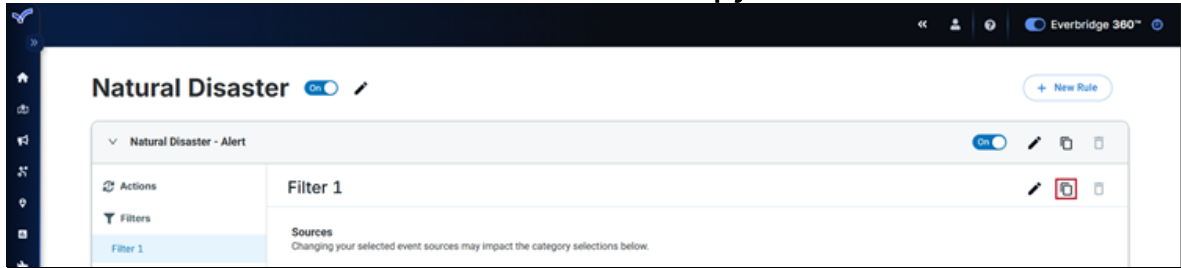 Everbridge 360™
Natural Disaster On
+ New Rule
Natural Disaster - Alert On
Actions
Filter 1
Filters
Sources
Filter 1
Changing your selected event sources may impact the category selections below.